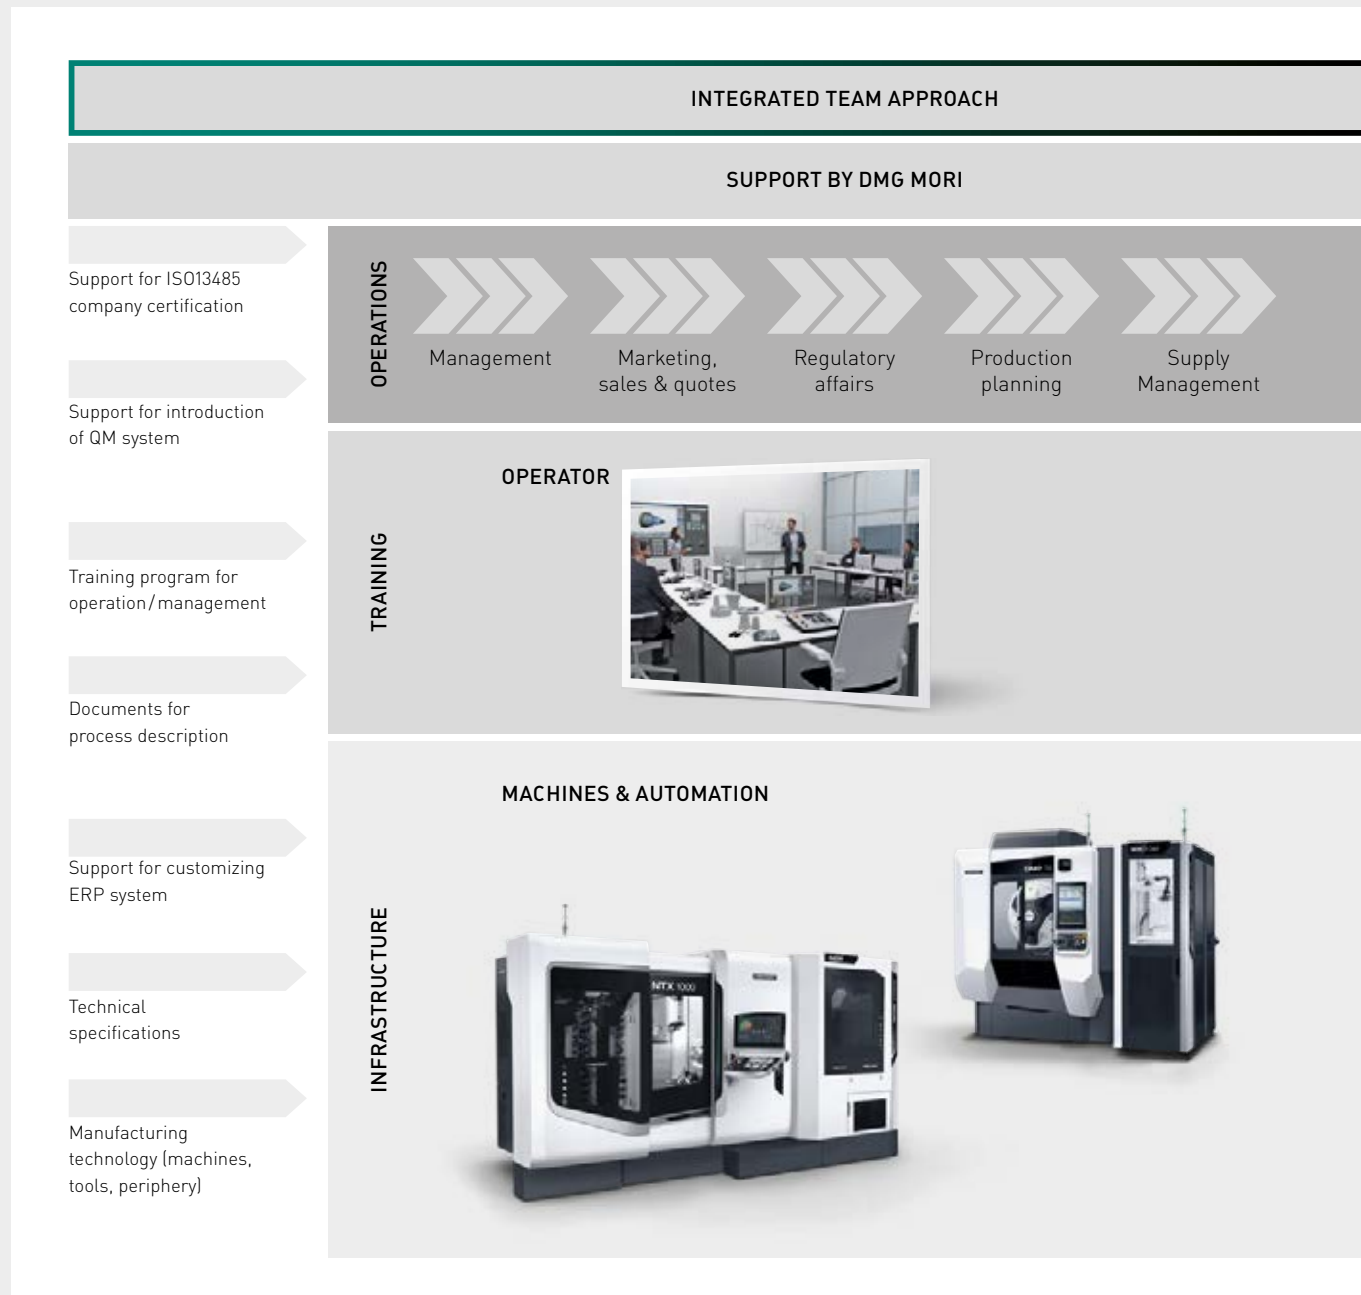 INTEGRATED TEAM APPROACH
SUPPORT BY DMG MORI
Support for ISO13485
company certification
Support for introduction
of QM system
Training program for
operation/management
Documents for
process description
Support for customizing
ERP system
Technical
specifications
Manufacturing
technology (machines,
tools, periphery)
OPERATIONS
Management
Marketing,
sales & quotes
Regulatory
affairs
Production
planning
Supply
Management
TRAINING
OPERATOR
INFRASTRUCTURE
MACHINES & AUTOMATION
NTX 1000